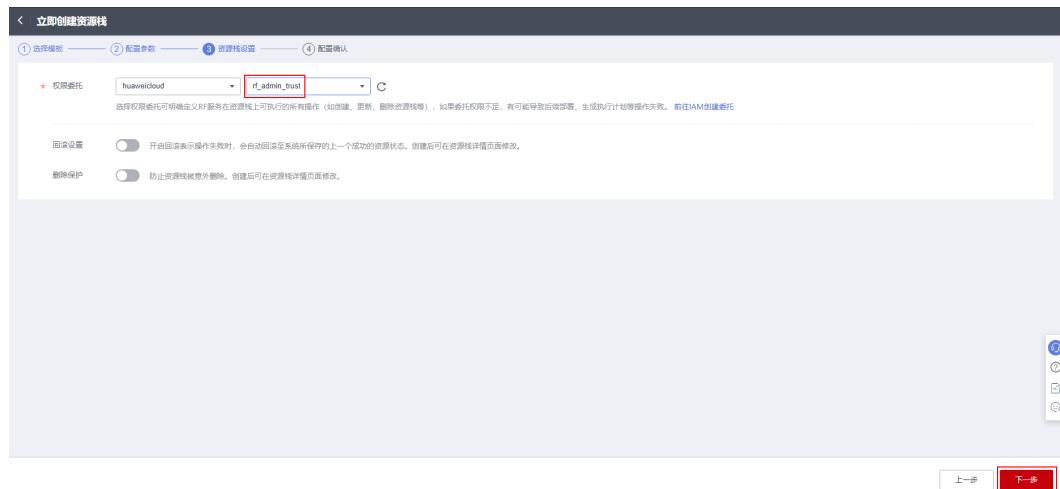 < 立即创建资源栈
1 选择模板 2 配置参数 3 资源栈设置 4 配置确认
* 权限委托 huaweicloud rf_admin_trust
选择权限委托可明确定义RF服务在资源栈上可执行的所有操作（如创建、更新、删除资源栈等），如果委托权限不足，有可能导致后续部署、生成执行计划等操作失败。 前往IAM创建委托
回滚设置 开启回滚表示操作失败时，会自动回滚至系统所保存的上一个成功的资源状态。创建后可在资源栈详情页面修改。
删除保护 防止资源栈被意外删除。创建后可在资源栈详情页面修改。
上一步 下一步